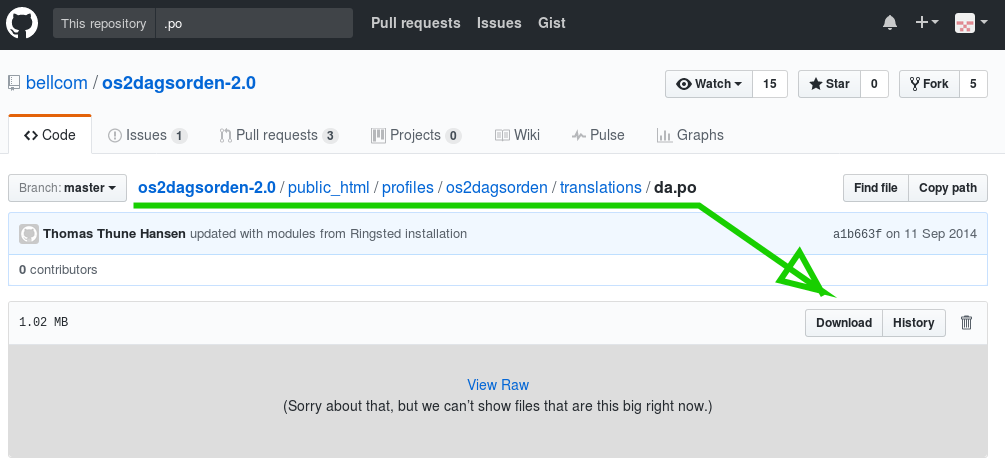 This repository .po Pull requests Issues Gist
bellcom / os2dagsorden-2.0 Watch 15 Star 0 Fork 5
Code Issues 1 Pull requests 3 Projects 0 Wiki Pulse Graphs
Branch: master os2dagsorden-2.0 / public_html / profiles / os2dagsorden / translations / da.po Find file Copy path
Thomas Thune Hansen updated with modules from Ringsted installation a1b663f on 11 Sep 2014
0 contributors
1.02 MB Download History
View Raw
(Sorry about that, but we can’t show files that are this big right now.)